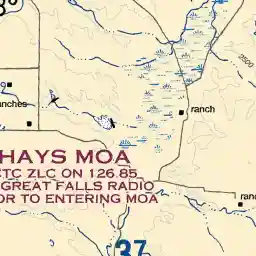 2500
ranches
ranch
HAYS MOA
CTC ZLC ON 126.85
GREAT FALLS RADIO
OR TO ENTERING MOA
ranch
37